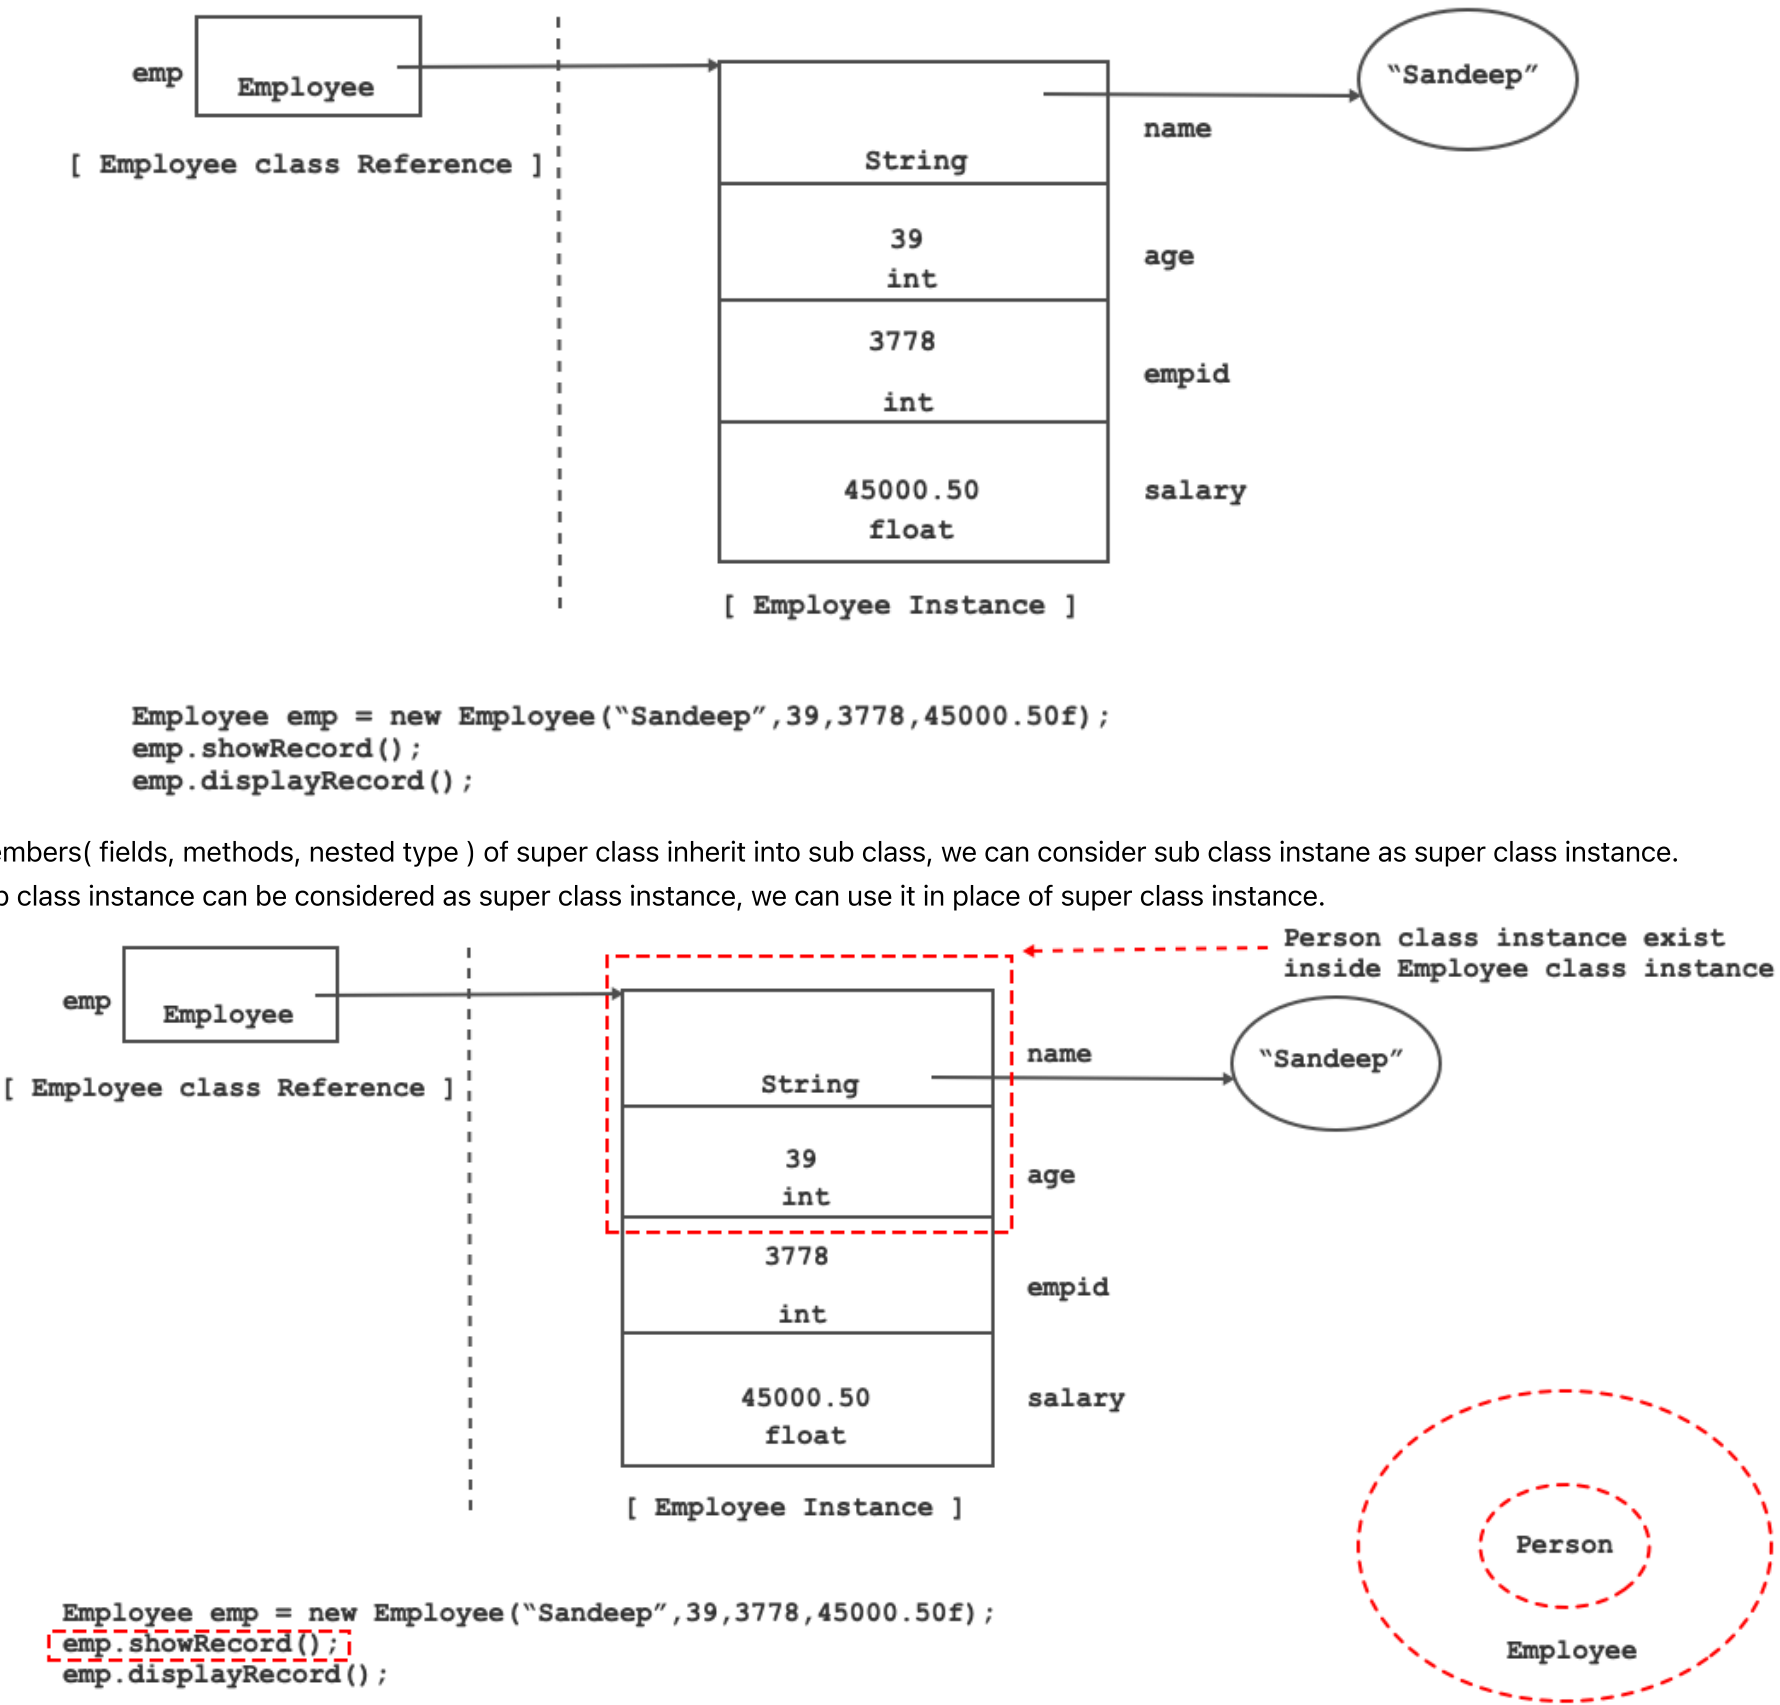 emp
Employee
[ Employee class Reference ]
“Sandeep”
name
String
39
int
age
3778
int
empid
45000.50
float
salary
[ Employee Instance ]
Employee emp = new Employee(“Sandeep”,39,3778,45000.50f);
emp.showRecord();
emp.displayRecord();
( fields, methods, nested type ) of super class inherit into sub class, we can consider sub class instane as super class instance.
class instance can be considered as super class instance, we can use it in place of super class instance.
Person class instance exist
inside Employee class instance
emp
Employee
[ Employee class Reference ]
name
“Sandeep”
String
39
int
age
3778
int
empid
45000.50
float
salary
[ Employee Instance ]
Person
Employee
Employee emp = new Employee(“Sandeep”,39,3778,45000.50f);
emp.showRecord();
emp.displayRecord();